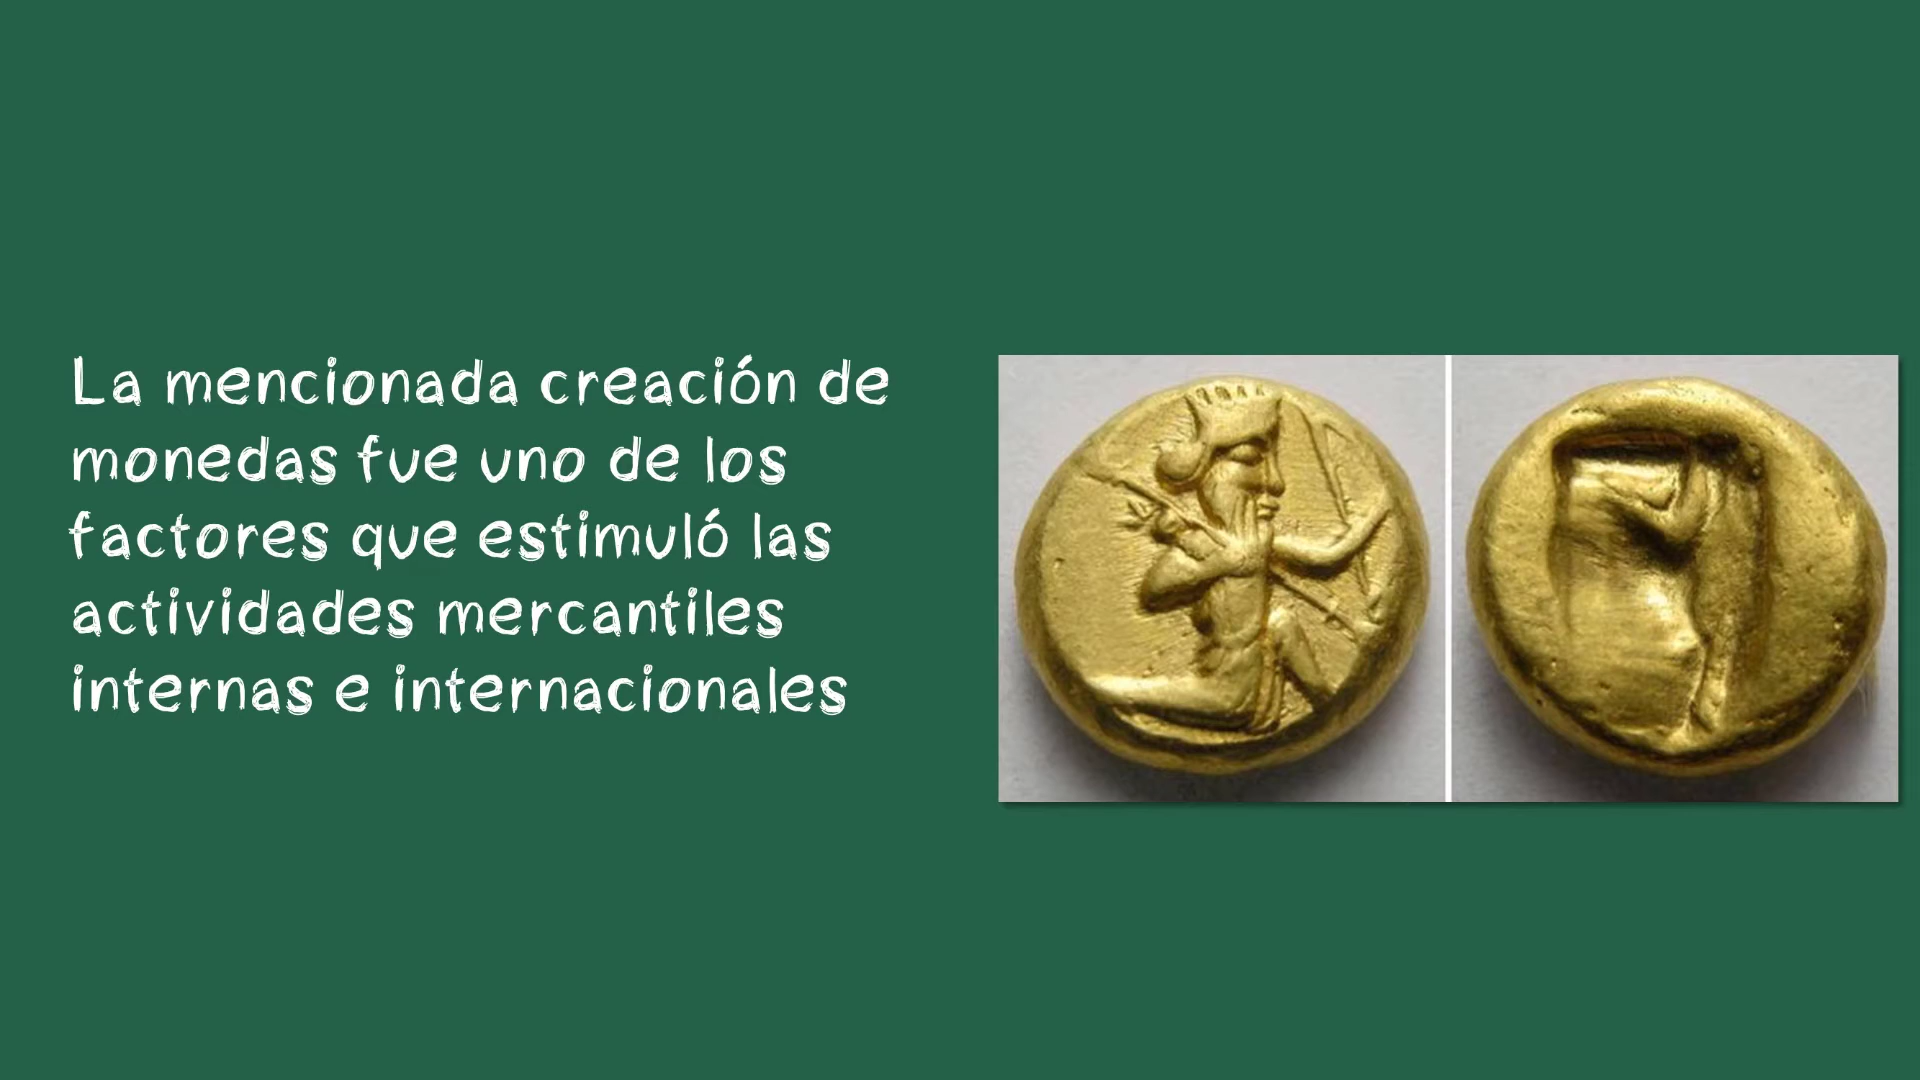 La mencionada creación de
monedas fue uno de los
factores que estimuló las
actividades mercantiles
internas e internacionales